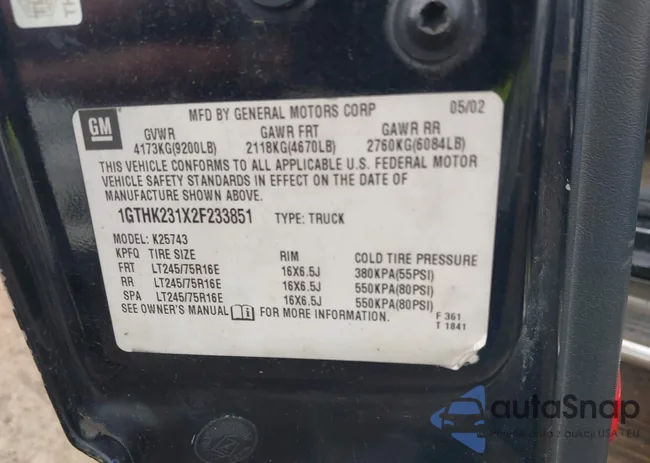 MFD BY GENERAL MOTORS CORP 05/02
GM
GVWR GAWR FRT GAWR RR
4173KG(9200LB) 2118KG(4670LB) 2760KG(6084LB)
THIS VEHICLE CONFORMS TO ALL APPLICABLE U.S. FEDERAL MOTOR
VEHICLE SAFETY STANDARDS IN EFFECT ON THE DATE OF
MANUFACTURE SHOWN ABOVE.
1GTHK231X2F233851 TYPE: TRUCK
MODEL: K25743
KPFQ TIRE SIZE RIM COLD TIRE PRESSURE
FRT LT245/75R16E 16X6.5J 380KPA(55PSI)
RR LT245/75R16E 16X6.5J 550KPA(80PSI)
SPA LT245/75R16E 16X6.5J 550KPA(80PSI)
SEE OWNER'S MANUAL FOR MORE INFORMATION.
F 361
T 1841
autoSnap
USA - EU